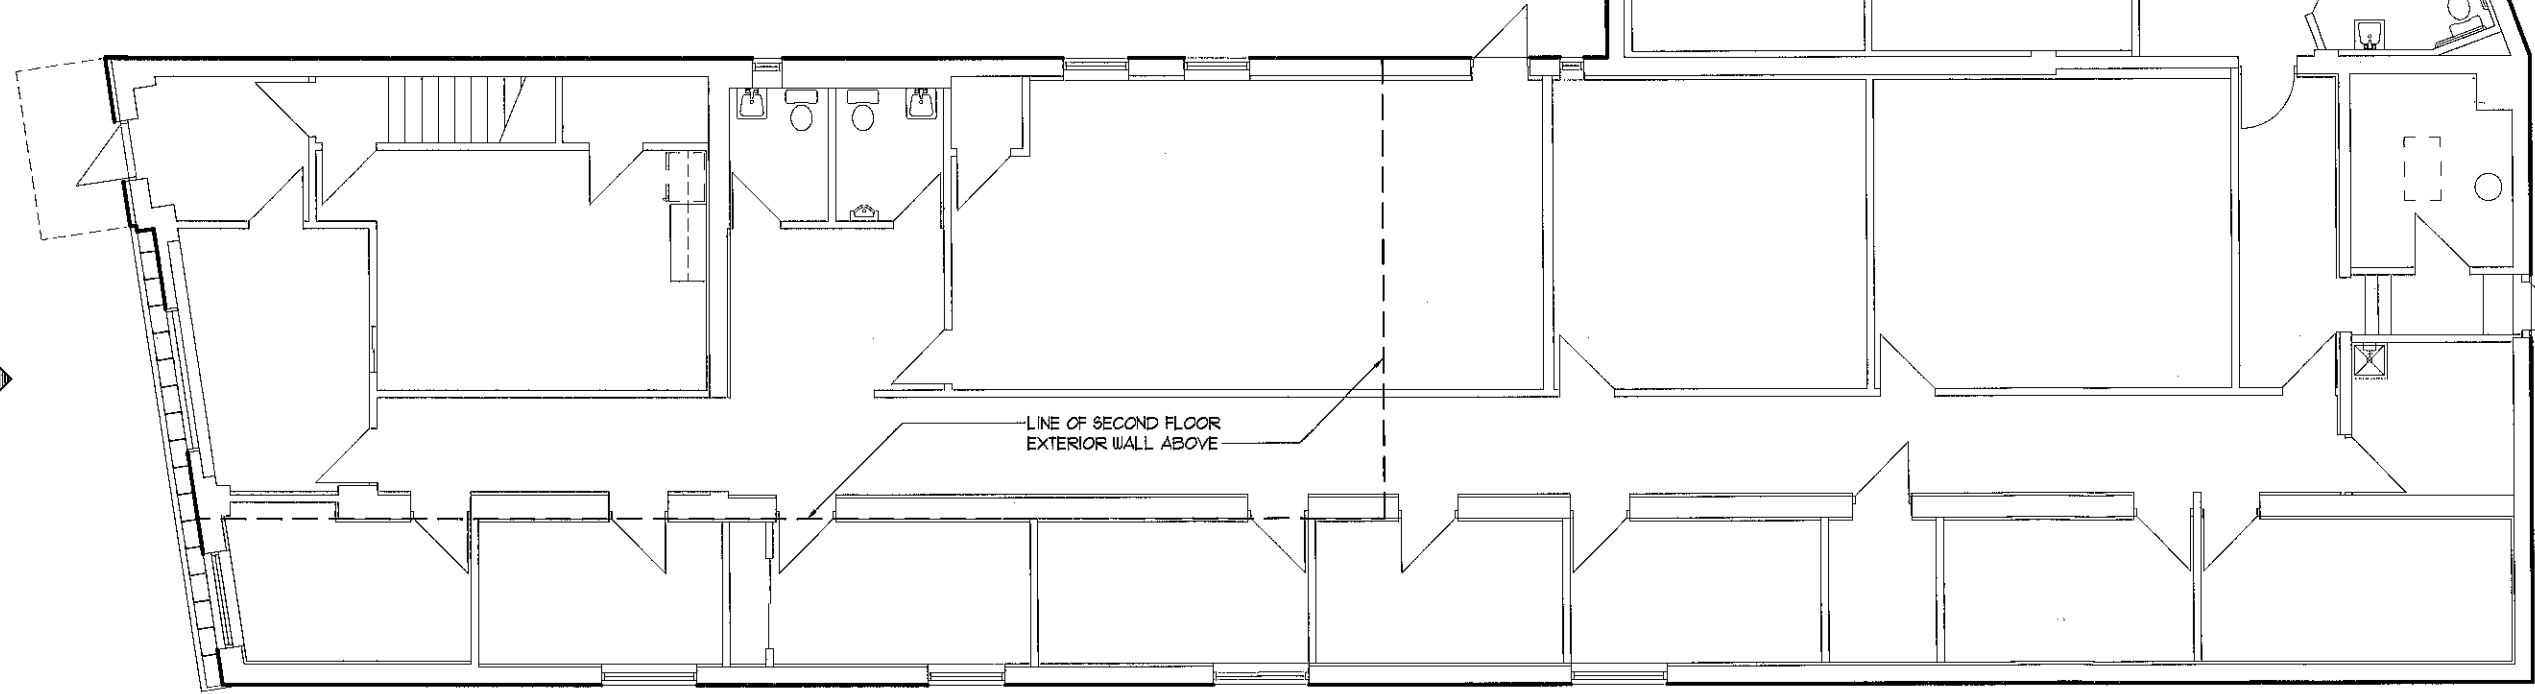 LINE OF SECOND FLOOR
EXTERIOR WALL ABOVE